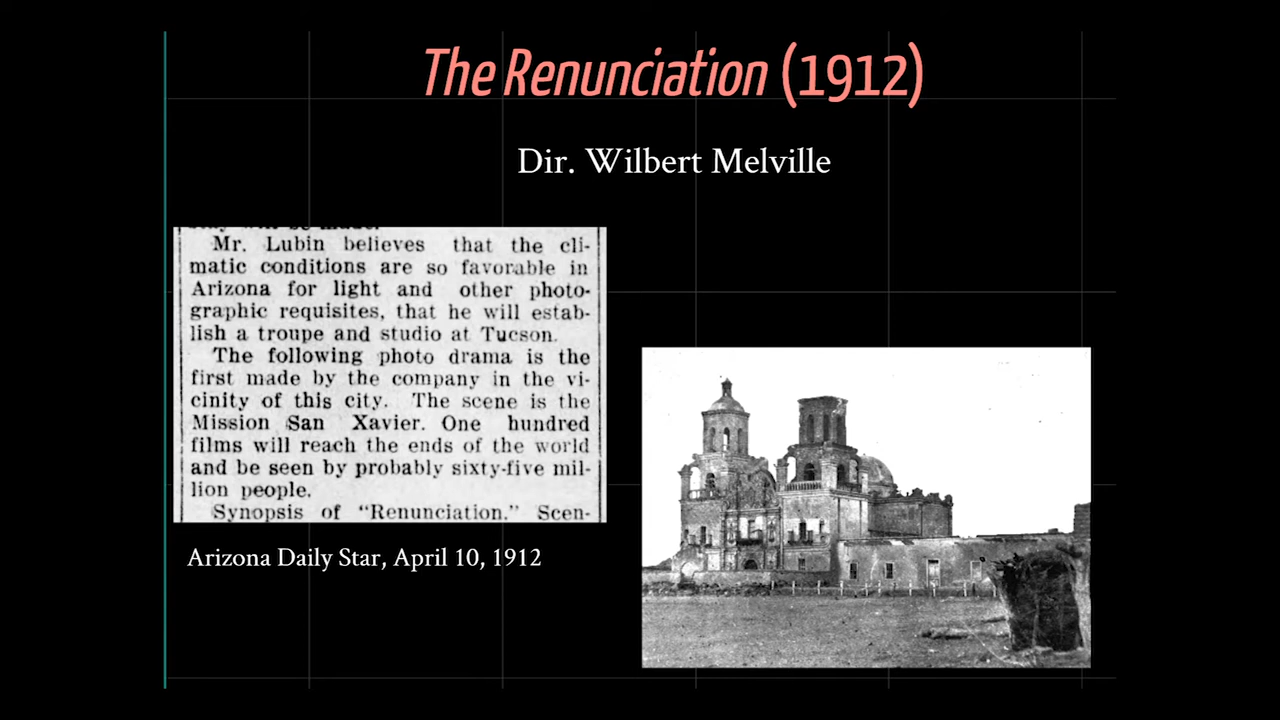 The Renunciation (1912)
Dir. Wilbert Melville
Mr. Lubin believes that the cli-
matic conditions are so favorable in
Arizona for light and other photo-
graphic requisites, that he will estab-
lish a troupe and studio at Tucson.
The following photo drama is the
first made by the company in the vi-
cinity of this city. The scene is the
Mission San Xavier. One hundred
films will reach the ends of the world
and be seen by probably sixty-five mil-
lion people.
Synopsis of "Renunciation." Scen-
Arizona Daily Star, April 10, 1912